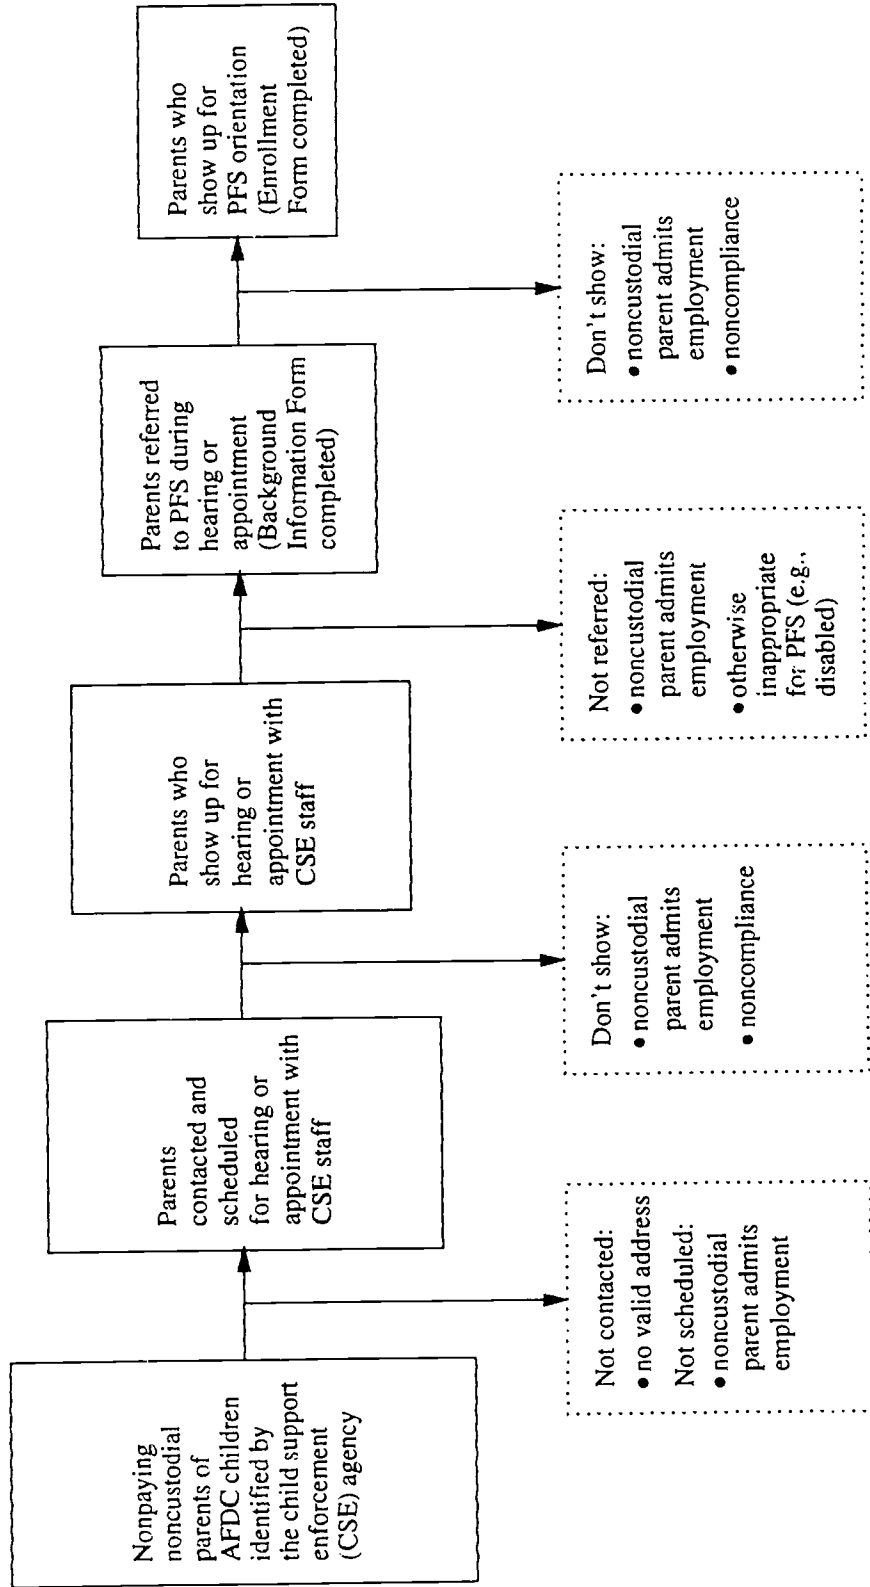 Nonpaying
noncustodial
parents of
AFDC children
identified by
the child support
enforcement
(CSE) agency
Parents
contacted and
scheduled
for hearing or
appointment with
CSE staff
Parents who
show up for
hearing or
appointment with
CSE staff
Parents referred
to PFS during
hearing or
appointment
(Background
Information Form
completed)
Parents who
show up for
PFS orientation
(Enrollment
Form completed)
Not contacted:
• no valid address
Not scheduled:
• noncustodial
parent admits
employment
Don't show:
• noncustodial
parent admits
employment
• noncompliance
Not referred:
• noncustodial
parent admits
employment
• otherwise
inappropriate
for PFS (e.g.,
disabled)
Don't show:
• noncustodial
parent admits
employment
• noncompliance